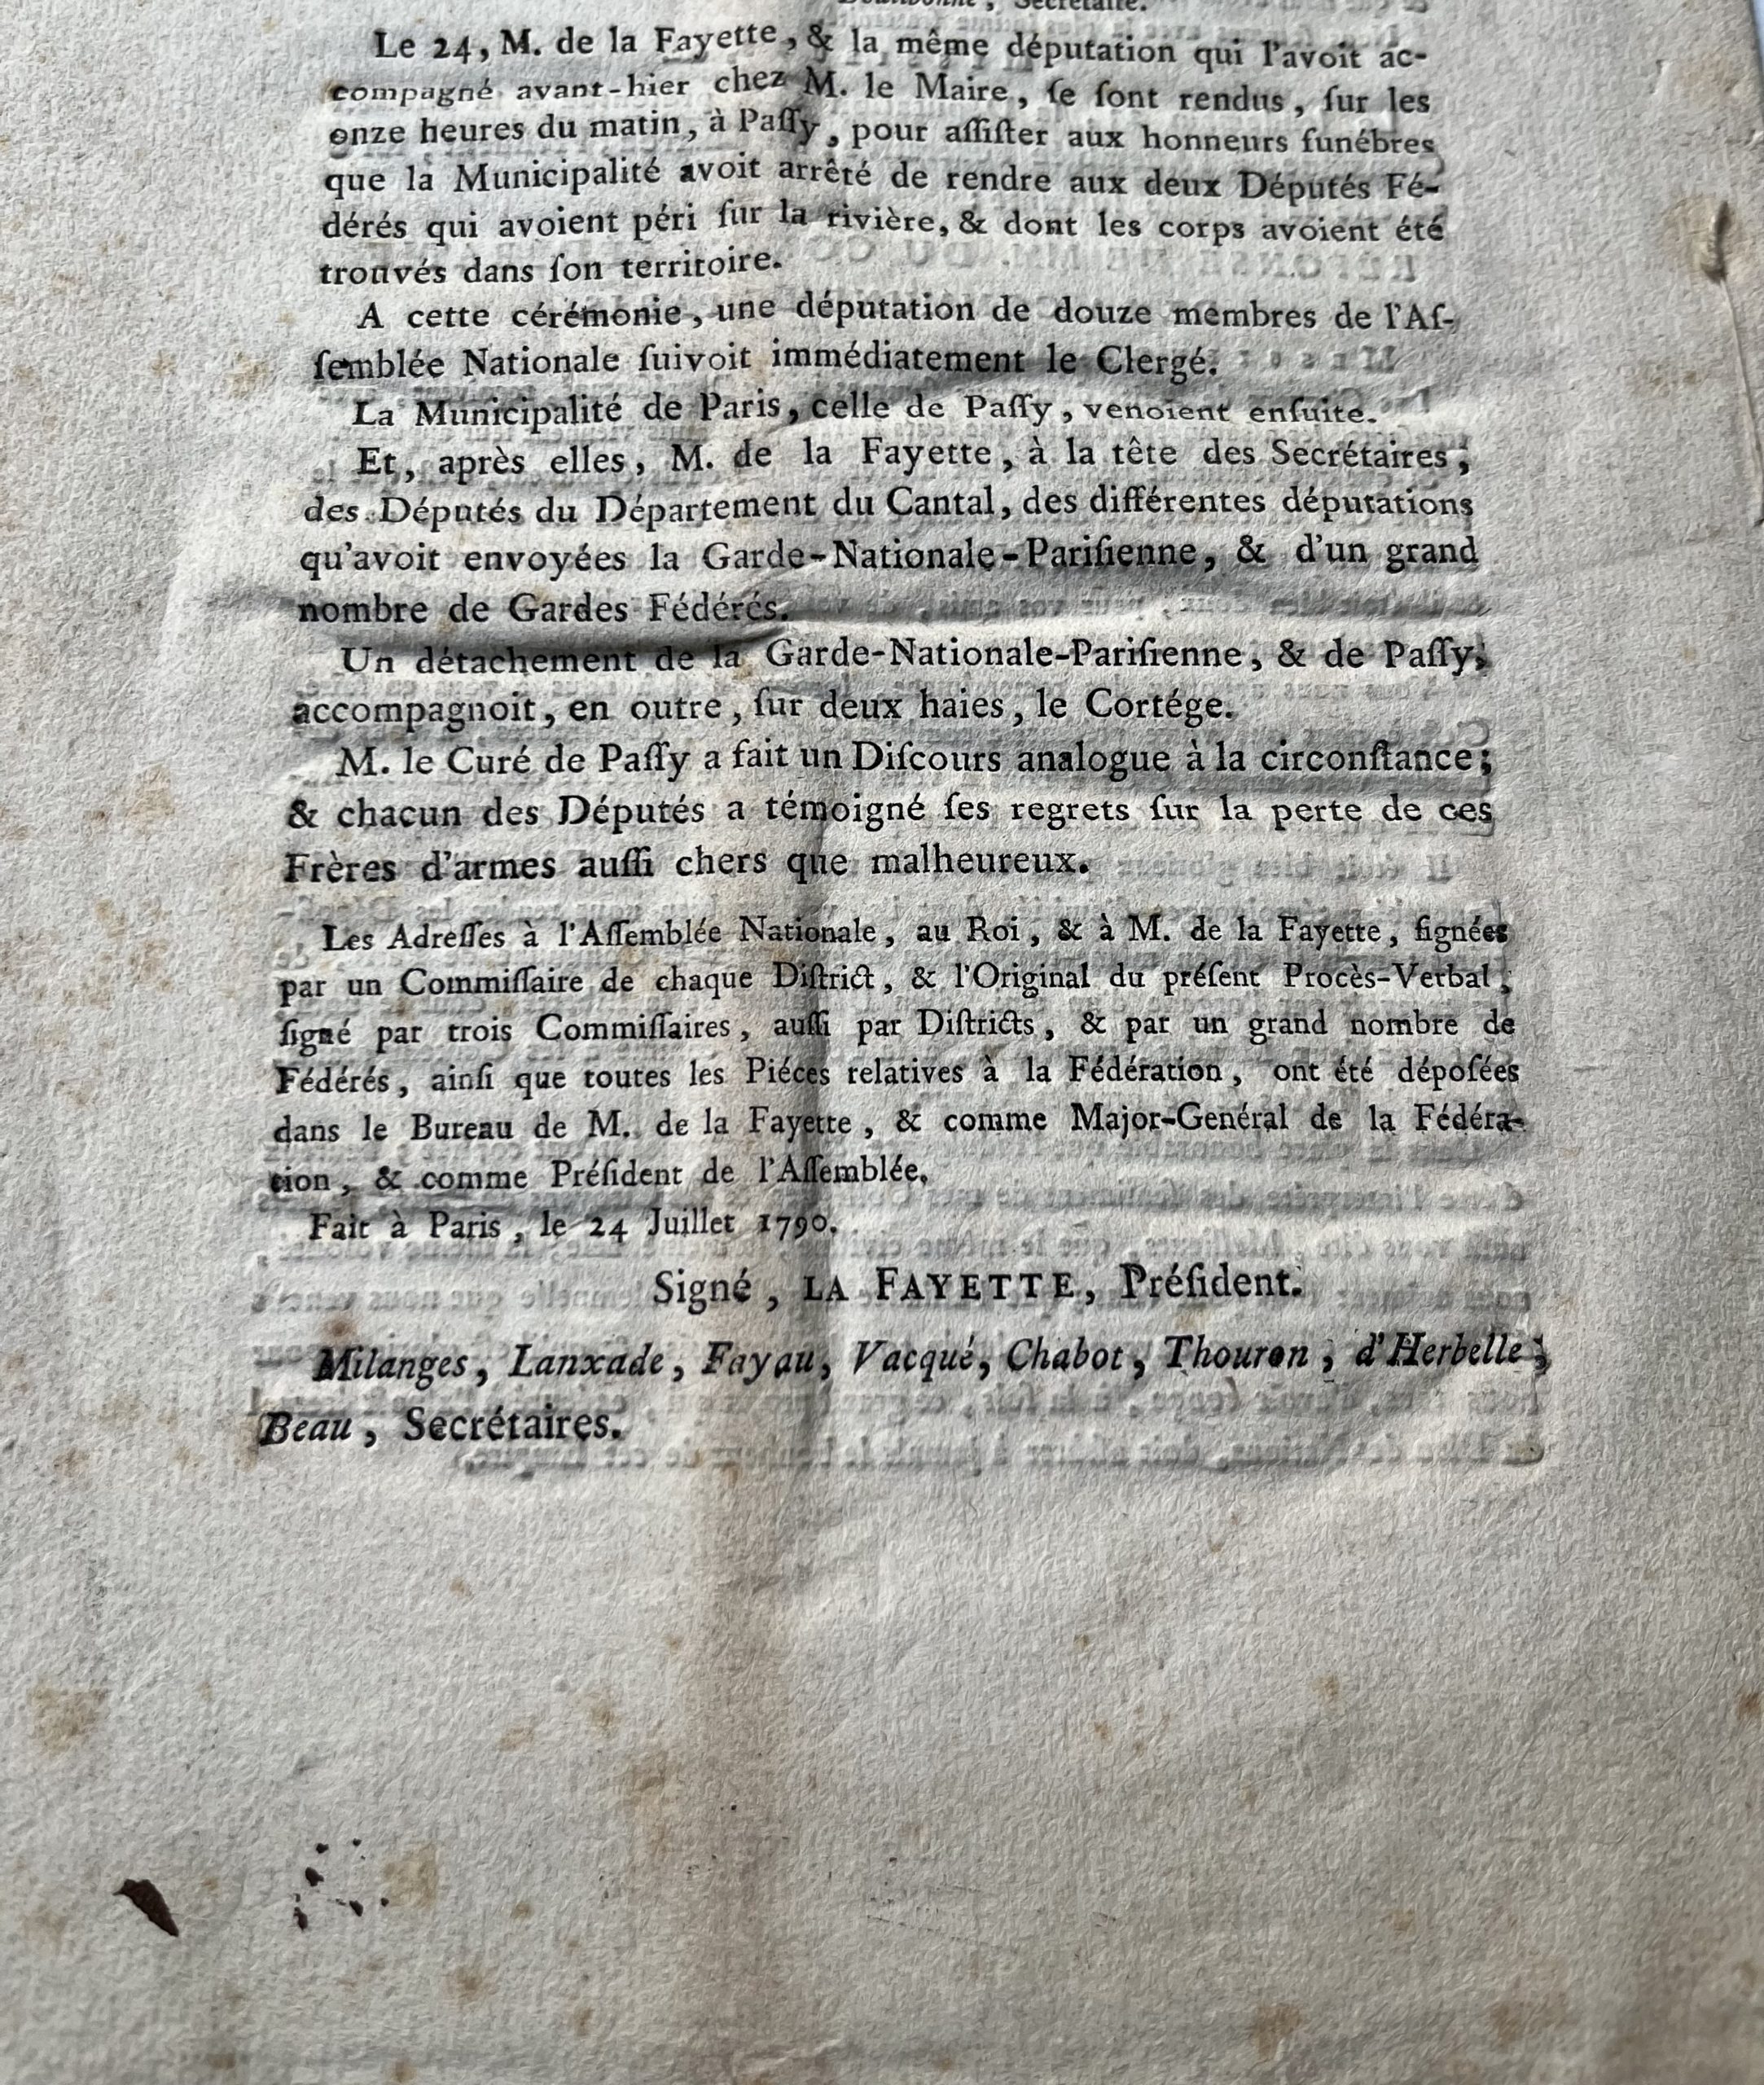 Secrétaire.
Le 24, M. de la Fayette, & la même députation qui l'avoit ac-
compagné avant-hier chez M. le Maire, ſe ſont rendus, ſur les
onze heures du matin, à Paſſy, pour aſſiſter aux honneurs funébres
que la Municipalité avoit arrêté de rendre aux deux Députés Fé-
dérés qui avoient péri ſur la rivière, & dont les corps avoient été
trouvés dans ſon territoire.
A cette cérémonie, une députation de douze membres de l'Aſ-
ſemblée Nationale ſuivoit immédiatement le Clergé.
La Municipalité de Paris, celle de Paſſy, venoient enſuite.
Et, après elles, M. de la Fayette, à la tête des Secrétaires,
des Députés du Département du Cantal, des différentes députations
qu'avoit envoyées la Garde-Nationale-Pariſienne, & d'un grand
nombre de Gardes Fédérés.
Un détachement de la Garde-Nationale-Pariſienne, & de Paſſy,
accompagnoit, en outre, ſur deux haies, le Cortége.
M. le Curé de Paſſy a fait un Diſcours analogue à la circonſtance;
& chacun des Députés a témoigné ſes regrets ſur la perte de ces
Frères d'armes auſſi chers que malheureux.
Les Adreſſes à l'Aſſemblée Nationale, au Roi, & à M. de la Fayette, ſignées
par un Commiſſaire de chaque Diſtrict, & l'Original du préſent Procès-Verbal,
ſigné par trois Commiſſaires, auſſi par Diſtricts, & par un grand nombre de
Fédérés, ainſi que toutes les Piéces relatives à la Fédération, ont été dépoſées
dans le Bureau de M. de la Fayette, & comme Major-Général de la Fédéra-
tion, & comme Préſident de l'Aſſemblée.
Fait à Paris, le 24 Juillet 1790.
Signé, LA FAYETTE, Préſident.
Milanges, Lanxade, Fayau, Vacqué, Chabot, Thouron, d'Herbelle,
Beau, Secrétaires.